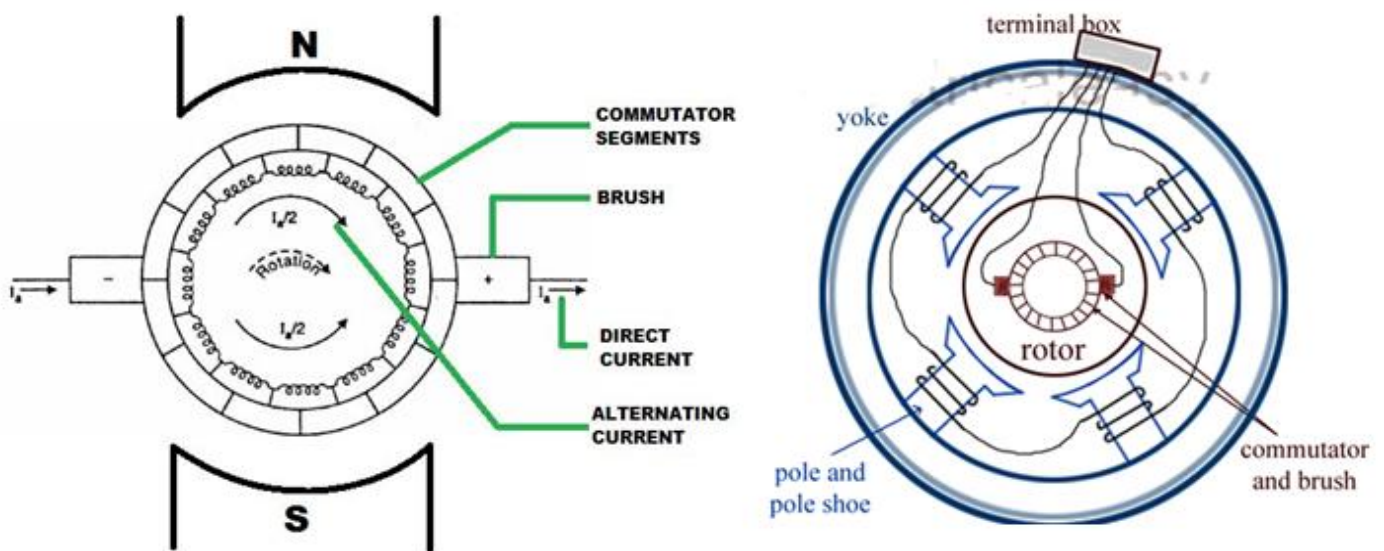 N
COMMUTATOR
SEGMENTS
BRUSH
Iₐ/2
Rotation
-
+
Iₐ
Iₐ
Iₐ/2
DIRECT
CURRENT
ALTERNATING
CURRENT
S
terminal box
yoke
rotor
pole and
pole shoe
commutator
and brush